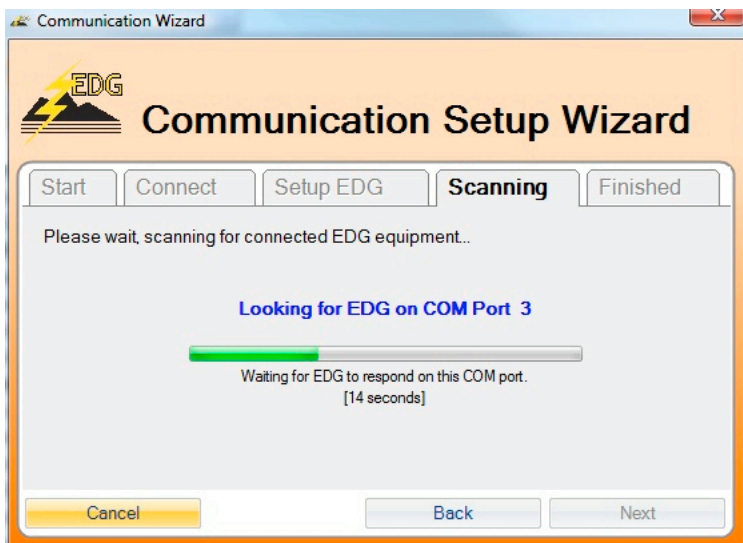 Communication Wizard
EDG
Communication Setup Wizard
Start Connect Setup EDG Scanning Finished
Please wait, scanning for connected EDG equipment...
Looking for EDG on COM Port 3
Waiting for EDG to respond on this COM port.
[14 seconds]
Cancel Back Next